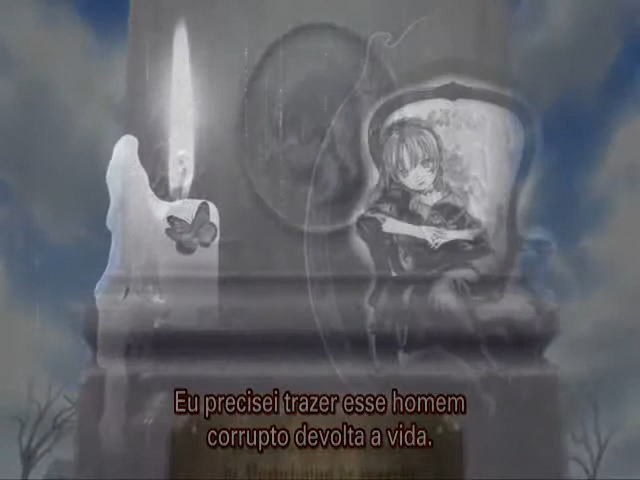 Eu precisei trazer esse homem
corrupto devolta a vida.